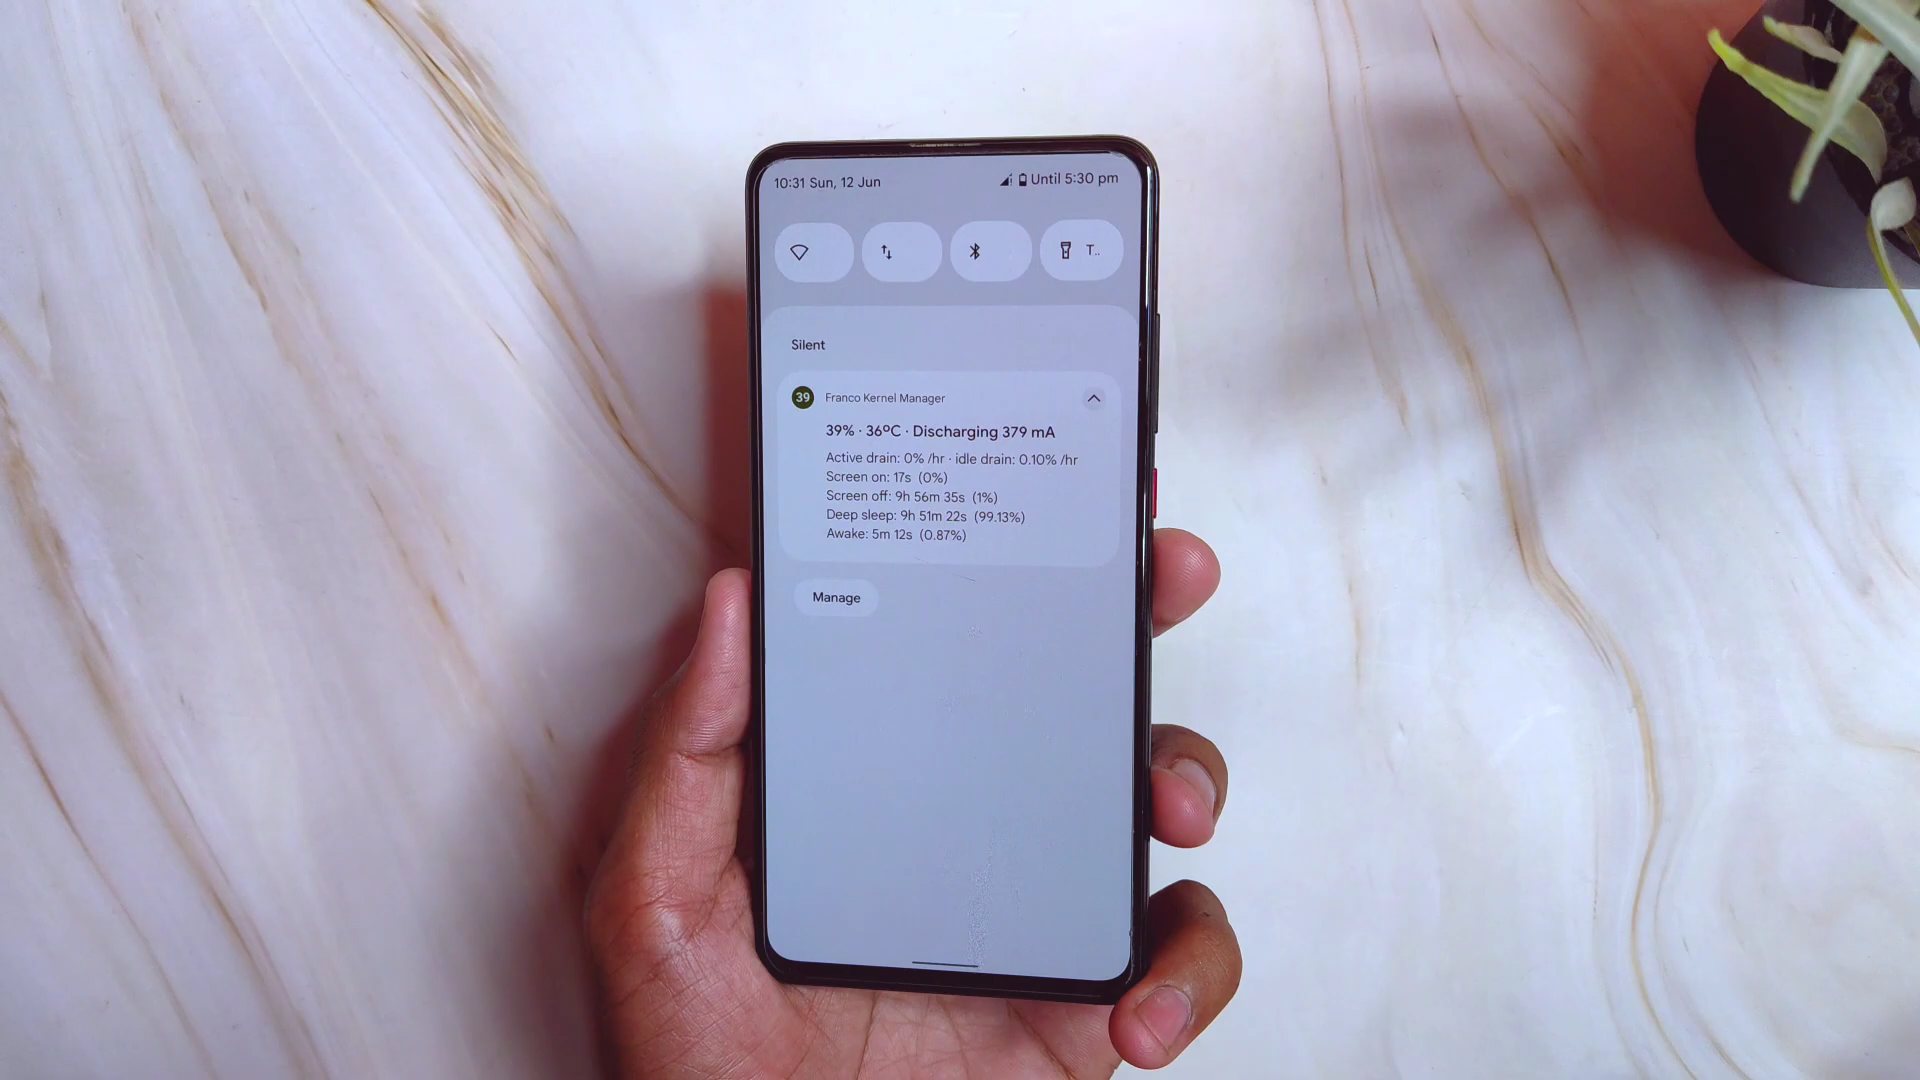 10:31 Sun, 12 Jun
Until 5:30 pm
T..
Silent
39 Franco Kernel Manager
39% · 36ºC · Discharging 379 mA
Active drain: 0% /hr · idle drain: 0.10% /hr
Screen on: 17s (0%)
Screen off: 9h 56m 35s (1%)
Deep sleep: 9h 51m 22s (99.13%)
Awake: 5m 12s (0.87%)
Manage